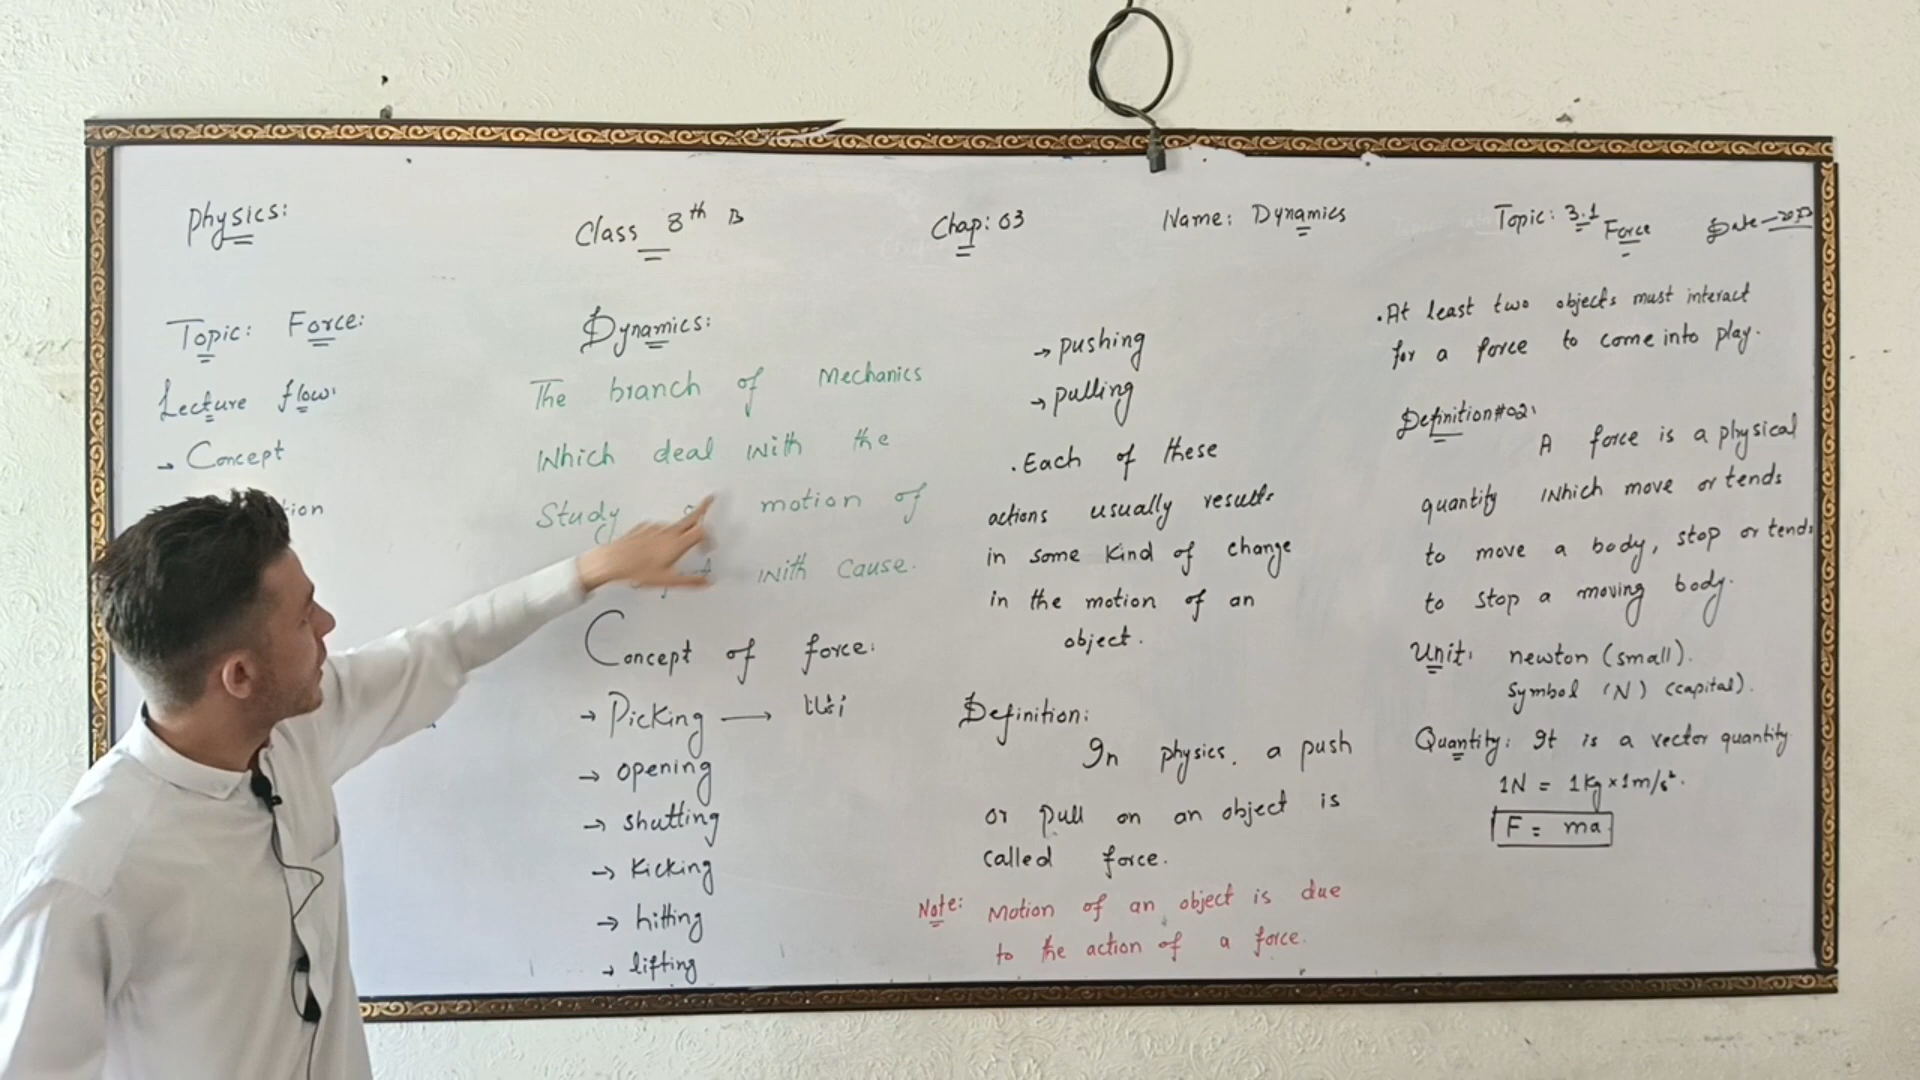 Physics:
Class 8th B
Chap: 03
Name: Dynamics
Topic: 3.1 Force
Date
Topic: Force:
Lecture flow:
→ Concept
tion
Dynamics:
The branch of Mechanics
Which deal with the
Study of motion of
with cause.
Concept of force:
→ Picking → اٹھانا
→ opening
→ shutting
→ Kicking
→ hitting
→ lifting
→ pushing
→ pulling
. Each of these
actions usually results
in some kind of change
in the motion of an
object.
Definition:
In physics, a push
or pull on an object is
called force.
Note: Motion of an object is due
to the action of a force.
. At least two objects must interact
for a force to come into play.
Definition#02:
A force is a physical
quantity which move or tends
to move a body, stop or tends
to stop a moving body.
Unit: newton (small).
Symbol (N) (capital).
Quantity: It is a vector quantity.
1N = 1Kg×1m/s².
F = ma